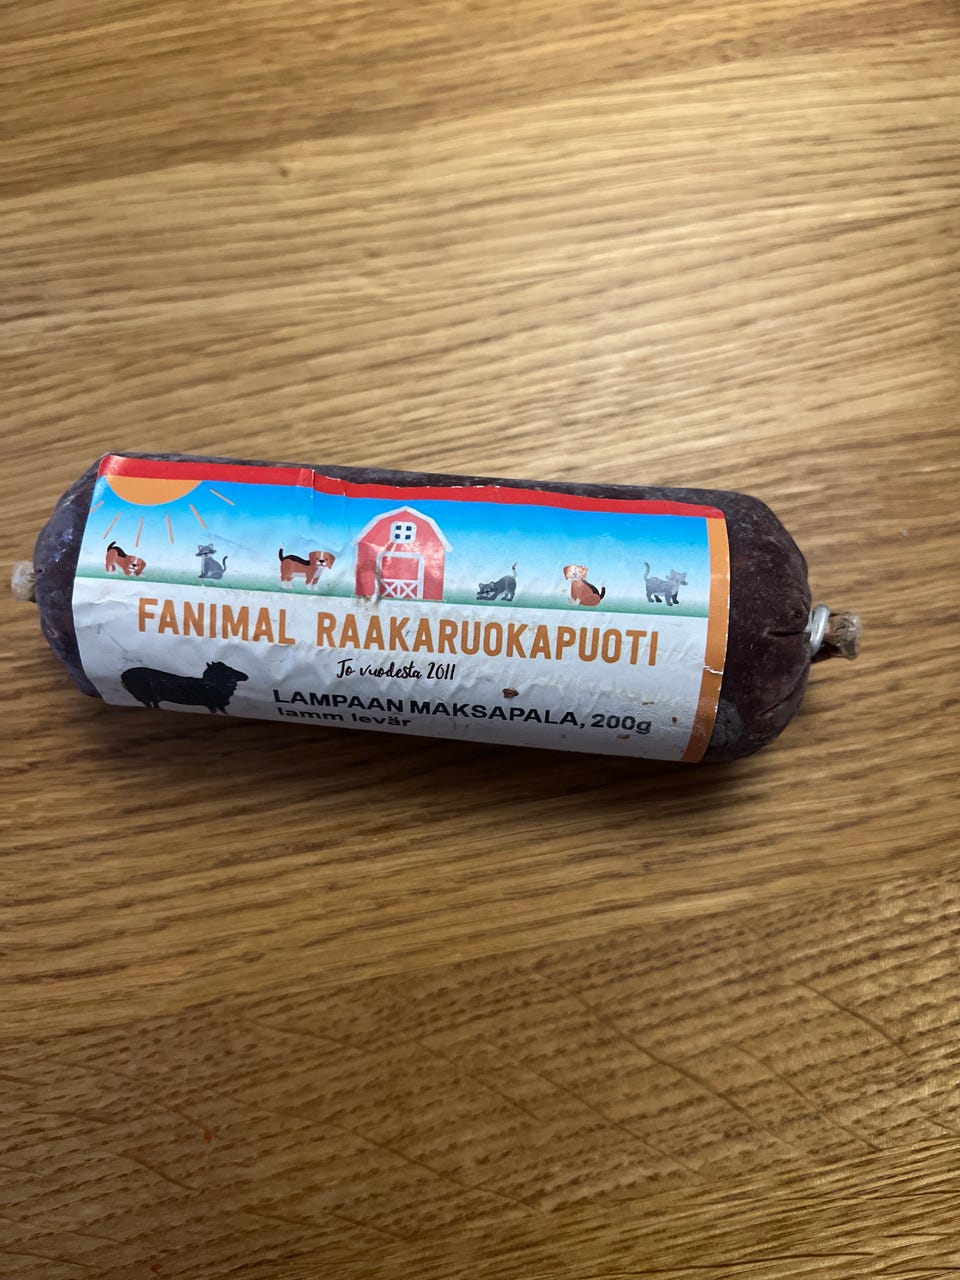 FANIMAL RAAKARUOKAPUOTI
Jo vuodesta 2011
LAMPAAN MAKSAPALA, 200g
lamm levär